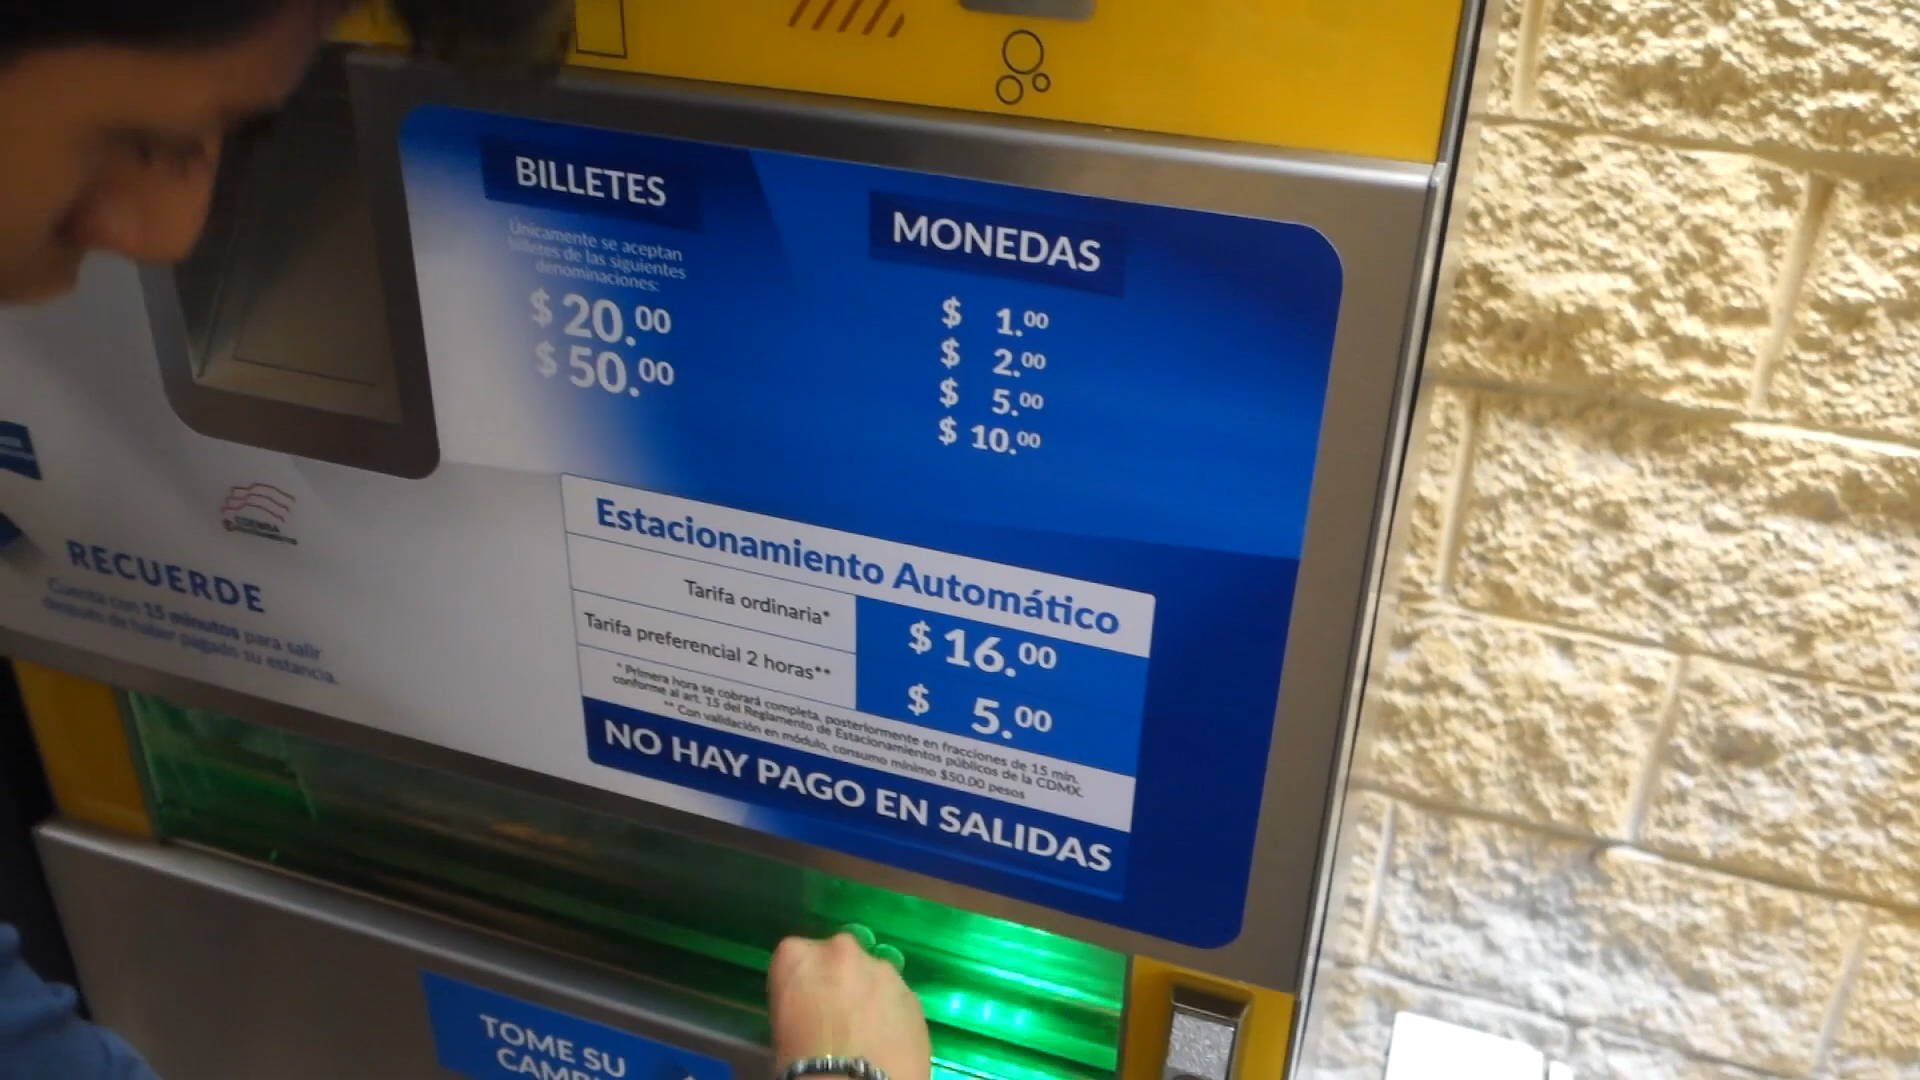 BILLETES
Únicamente se aceptan
billetes de las siguientes
denominaciones:
$ 20.00
$ 50.00
MONEDAS
$ 1.00
$ 2.00
$ 5.00
$ 10.00
Estacionamiento Automático
Tarifa ordinaria* $ 16.00
Tarifa preferencial 2 horas** $ 5.00
* Primera hora se cobrará completa, posteriormente en fracciones de 15 min.
conforme al art. 15 del Reglamento de Estacionamientos públicos de la CDMX.
** Con validación en módulo, consumo mínimo $50.00 pesos
NO HAY PAGO EN SALIDAS
RECUERDE
Cuenta con 15 minutos para salir
después de haber pagado su estancia.
TOME SU